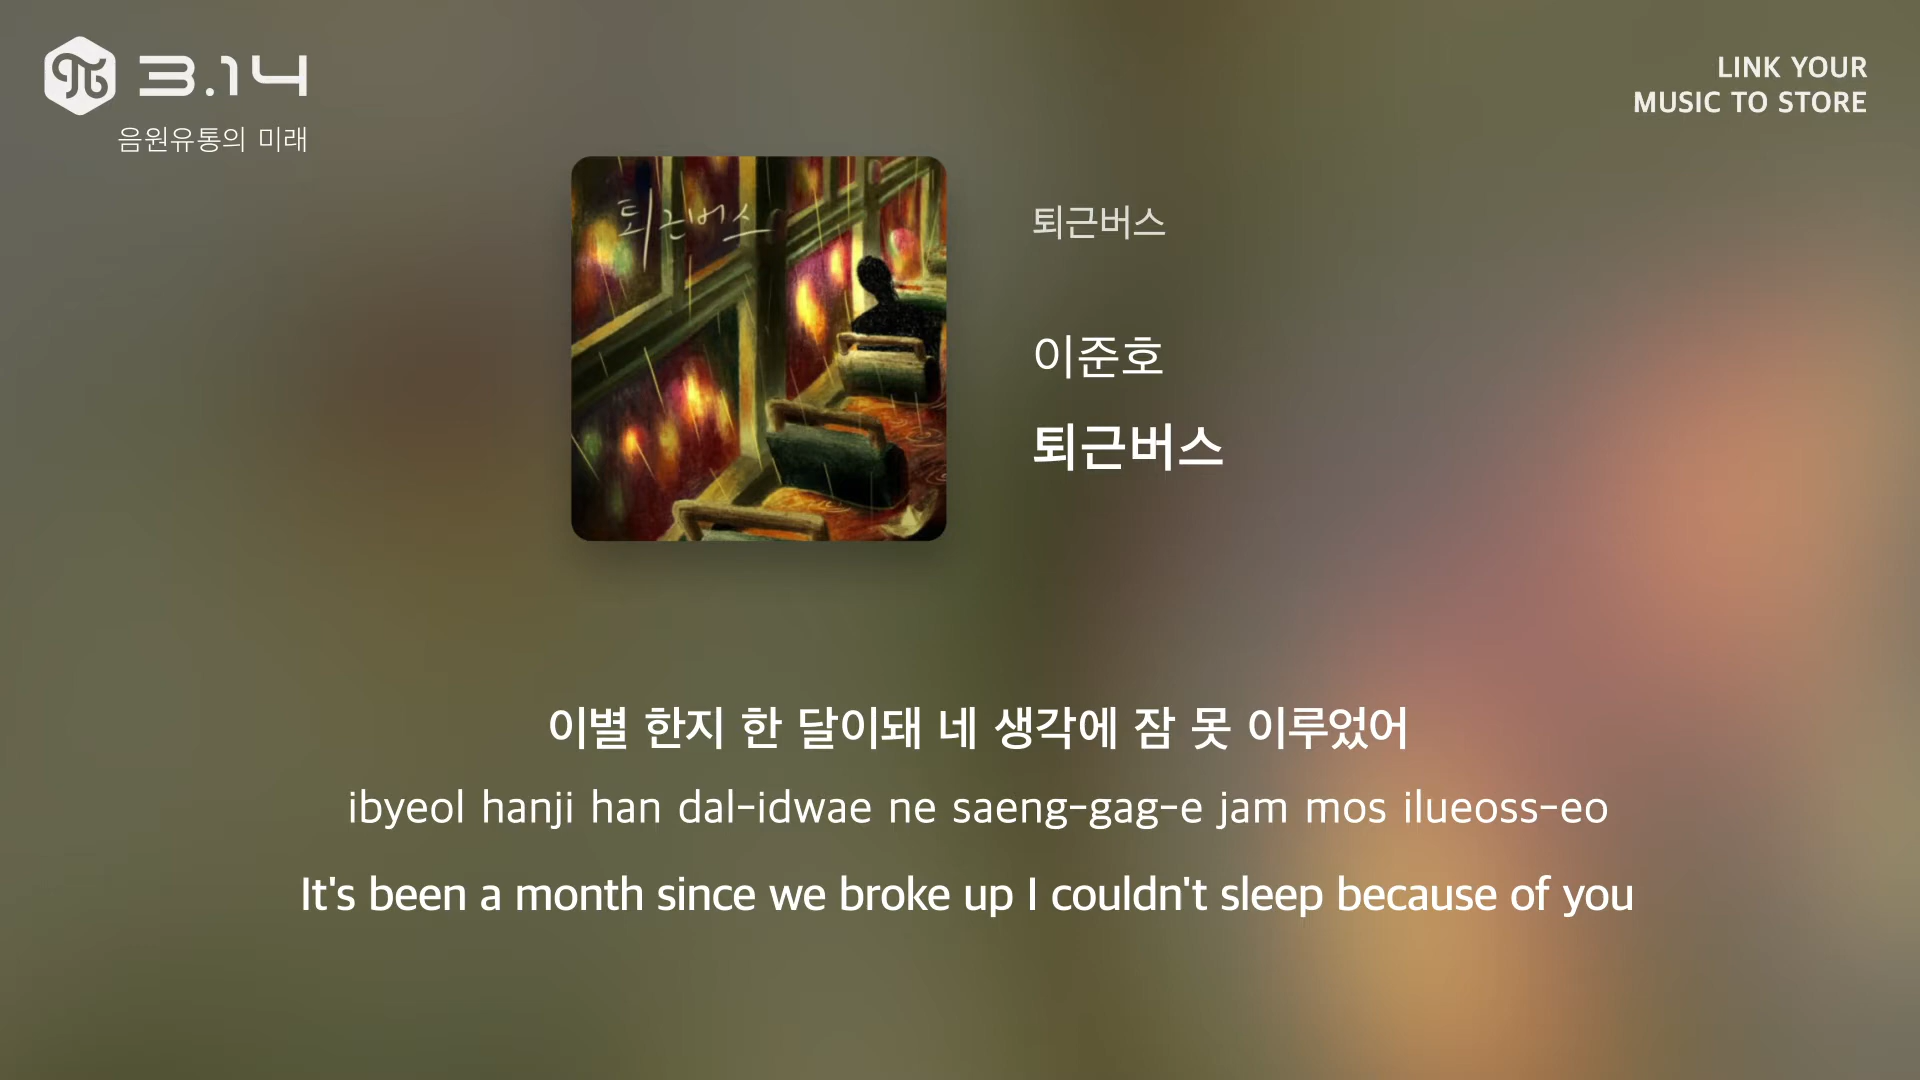 3.14
음원유통의 미래
LINK YOUR
MUSIC TO STORE
퇴근버스
퇴근버스
이준호
퇴근버스
이별 한지 한 달이돼 네 생각에 잠 못 이루었어
ibyeol hanji han dal-idwae ne saeng-gag-e jam mos ilueoss-eo
It's been a month since we broke up I couldn't sleep because of you